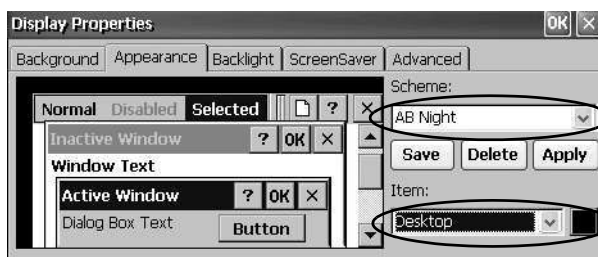 Display Properties OK ×
Background Appearance Backlight ScreenSaver Advanced
Scheme:
Normal Disabled Selected ? ×
AB Night
Inactive Window ? OK ×
Window Text
Save Delete Apply
Active Window ? OK ×
Item:
Dialog Box Text Button
Desktop